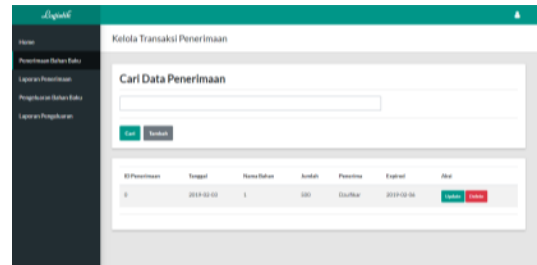 Logistik
Home
Kelola Transaksi Penerimaan
Penerimaan Bahan Baku
Laporan Penerimaan
Pengeluaran Bahan Baku
Laporan Pengeluaran
Cari Data Penerimaan
Cari Tambah
ID Penerimaan Tanggal Nama Bahan Jumlah Penerima Expired Aksi
2019-02-03 1 500 Dzulfikar 2019-02-06 Update Delete